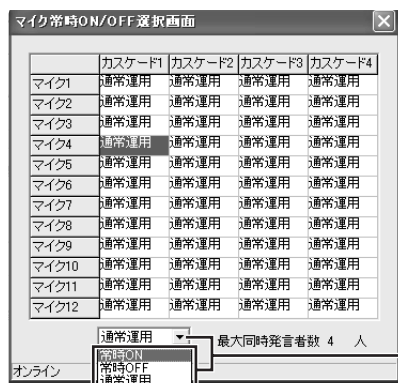 マイク常時ON/OFF選択画面
カスケード1 カスケード2 カスケード3 カスケード4
マイク1 通常運用 通常運用 通常運用 通常運用
マイク2 通常運用 通常運用 通常運用 通常運用
マイク3 通常運用 通常運用 通常運用 通常運用
マイク4 通常運用 通常運用 通常運用 通常運用
マイク5 通常運用 通常運用 通常運用 通常運用
マイク6 通常運用 通常運用 通常運用 通常運用
マイク7 通常運用 通常運用 通常運用 通常運用
マイク8 通常運用 通常運用 通常運用 通常運用
マイク9 通常運用 通常運用 通常運用 通常運用
マイク10 通常運用 通常運用 通常運用 通常運用
マイク11 通常運用 通常運用 通常運用 通常運用
マイク12 通常運用 通常運用 通常運用 通常運用
通常運用 最大同時発言者数 4 人
常時ON
常時OFF
通常運用
オンライン